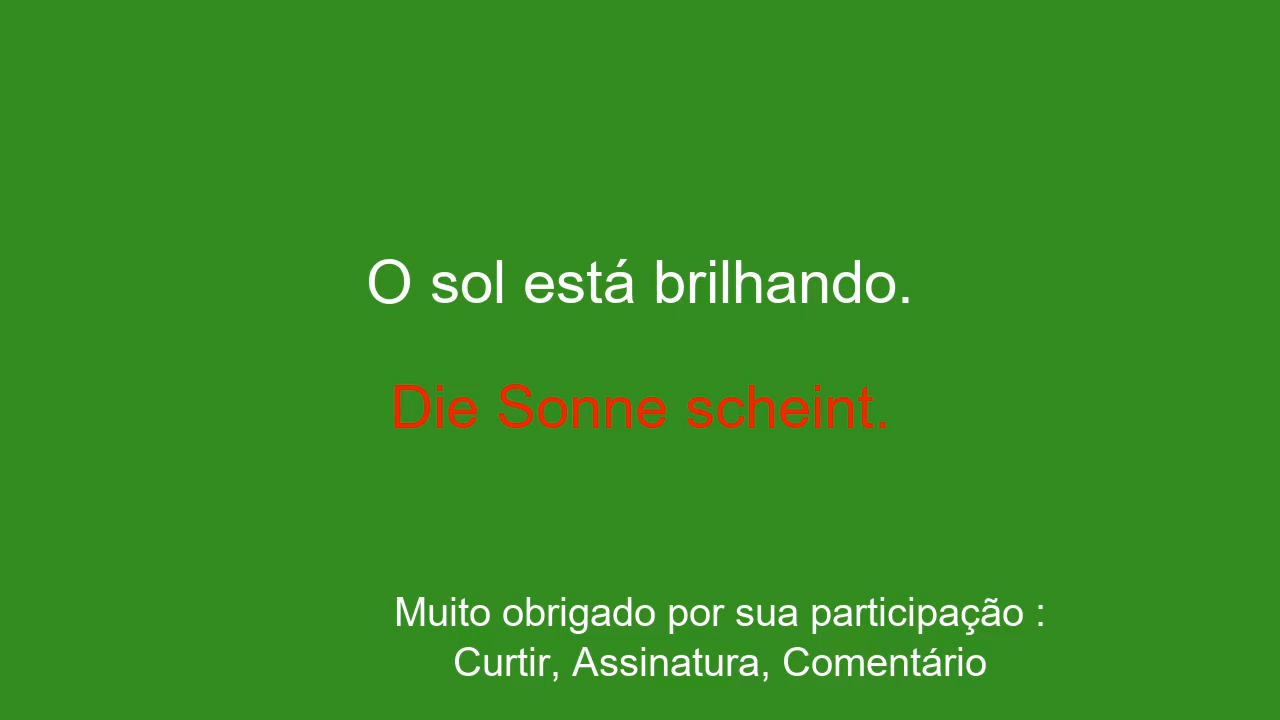 O sol está brilhando.
Die Sonne scheint.
Muito obrigado por sua participação :
Curtir, Assinatura, Comentário